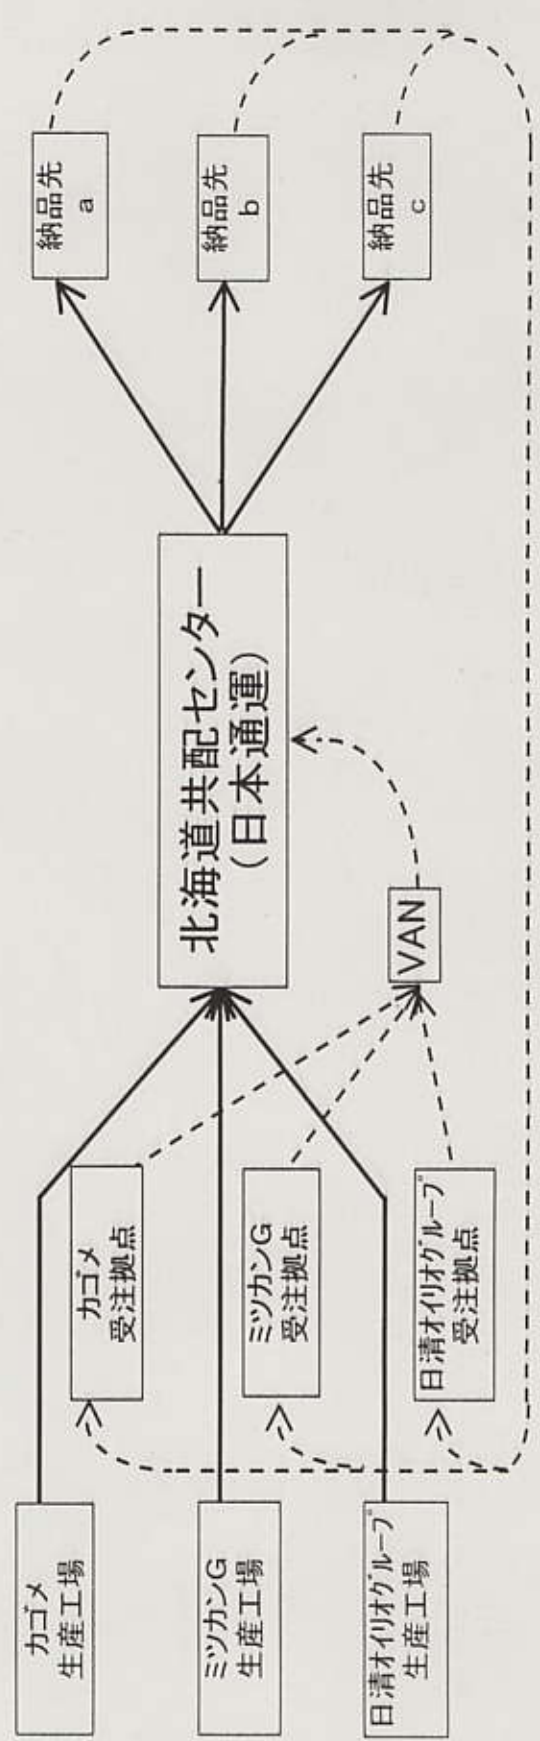 カゴメ
生産工場
ミツカンG
生産工場
日清オイリオグループ
生産工場
カゴメ
受注拠点
ミツカンG
受注拠点
日清オイリオグループ
受注拠点
VAN
北海道共配センター
（日本通運）
納品先
a
納品先
b
納品先
c